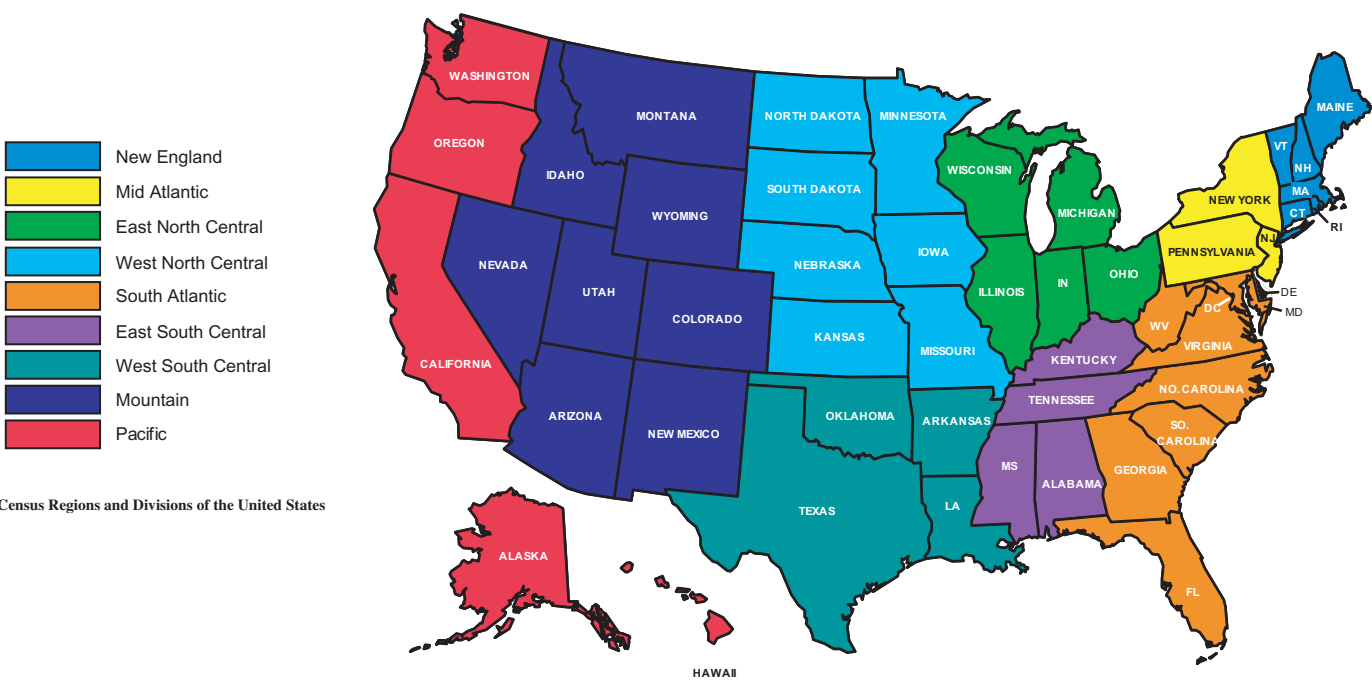 New England
Mid Atlantic
East North Central
West North Central
South Atlantic
East South Central
West South Central
Mountain
Pacific
Census Regions and Divisions of the United States
WASHINGTON
OREGON
CALIFORNIA
IDAHO
NEVADA
MONTANA
WYOMING
UTAH
COLORADO
ARIZONA
NEW MEXICO
NORTH DAKOTA
SOUTH DAKOTA
NEBRASKA
KANSAS
MINNESOTA
IOWA
MISSOURI
OKLAHOMA
TEXAS
ARKANSAS
LA
WISCONSIN
MICHIGAN
ILLINOIS
IN
OHIO
KENTUCKY
TENNESSEE
MS
ALABAMA
MAINE
VT
NH
MA
CT
RI
NEW YORK
PENNSYLVANIA
NJ
DE
MD
DC
WV
VIRGINIA
NO. CAROLINA
SO.
CAROLINA
GEORGIA
FL
ALASKA
HAWAII